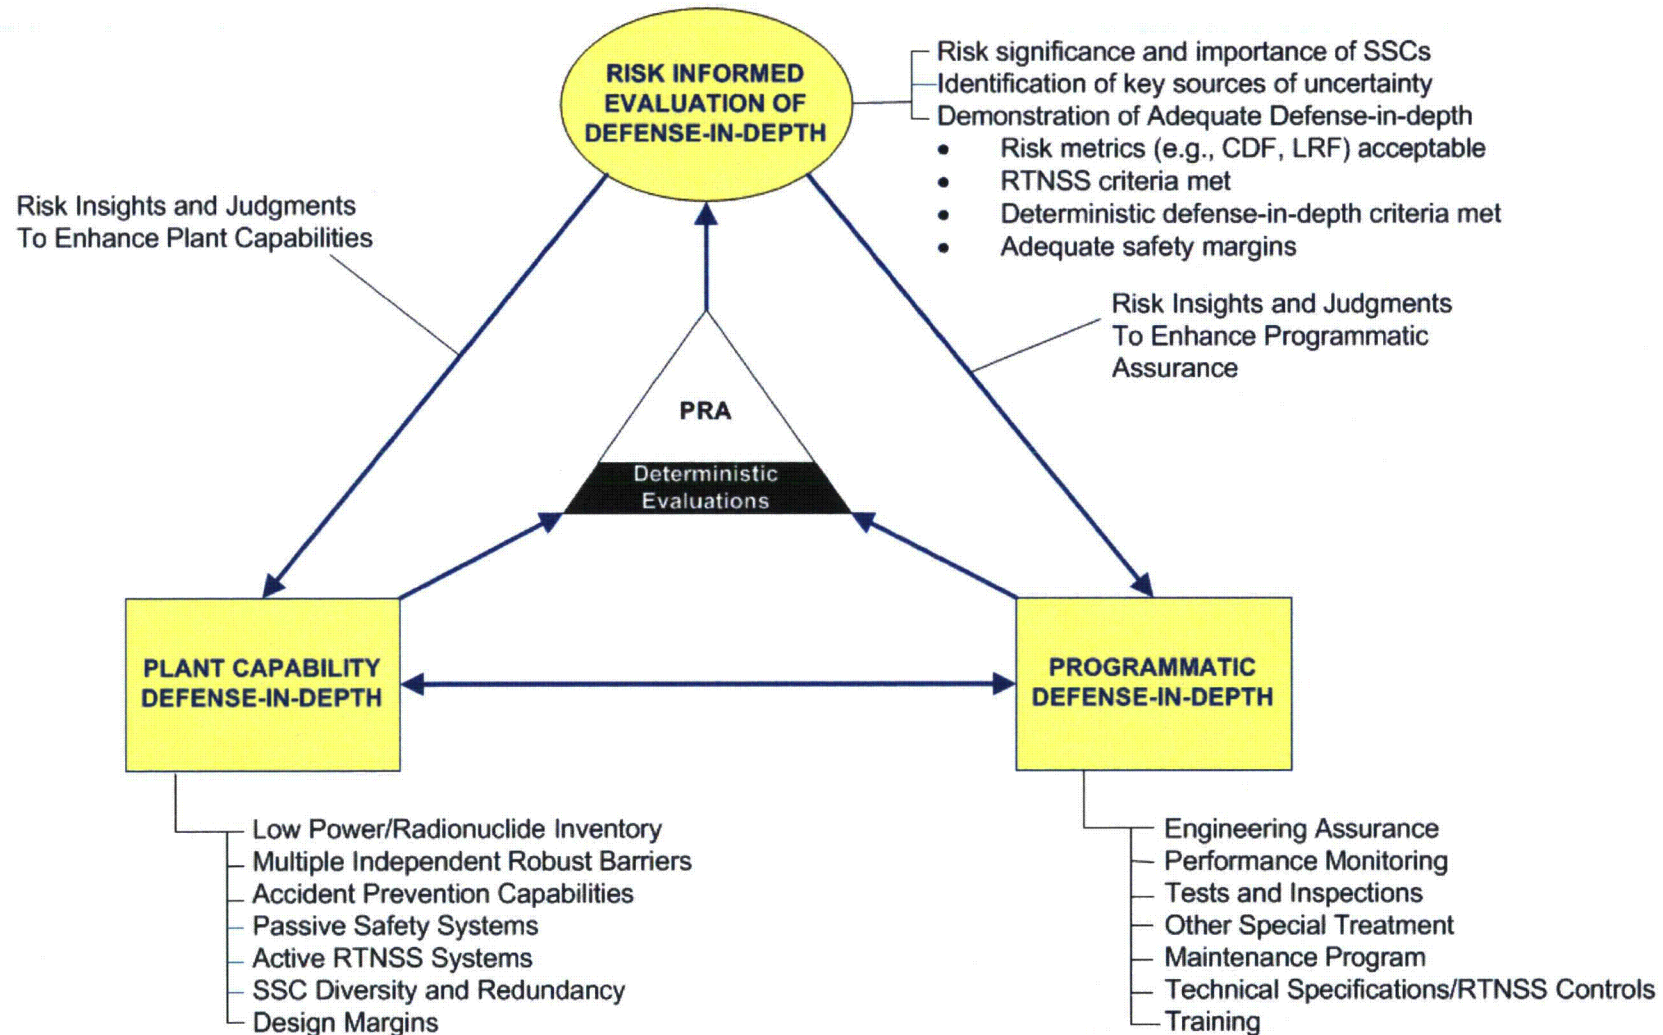 RISK INFORMED
EVALUATION OF
DEFENSE-IN-DEPTH
Risk significance and importance of SSCs
Identification of key sources of uncertainty
Demonstration of Adequate Defense-in-depth
• Risk metrics (e.g., CDF, LRF) acceptable
• RTNSS criteria met
• Deterministic defense-in-depth criteria met
• Adequate safety margins
Risk Insights and Judgments
To Enhance Plant Capabilities
Risk Insights and Judgments
To Enhance Programmatic
Assurance
PRA
Deterministic
Evaluations
PLANT CAPABILITY
DEFENSE-IN-DEPTH
PROGRAMMATIC
DEFENSE-IN-DEPTH
Low Power/Radionuclide Inventory
Multiple Independent Robust Barriers
Accident Prevention Capabilities
Passive Safety Systems
Active RTNSS Systems
SSC Diversity and Redundancy
Design Margins
Engineering Assurance
Performance Monitoring
Tests and Inspections
Other Special Treatment
Maintenance Program
Technical Specifications/RTNSS Controls
Training